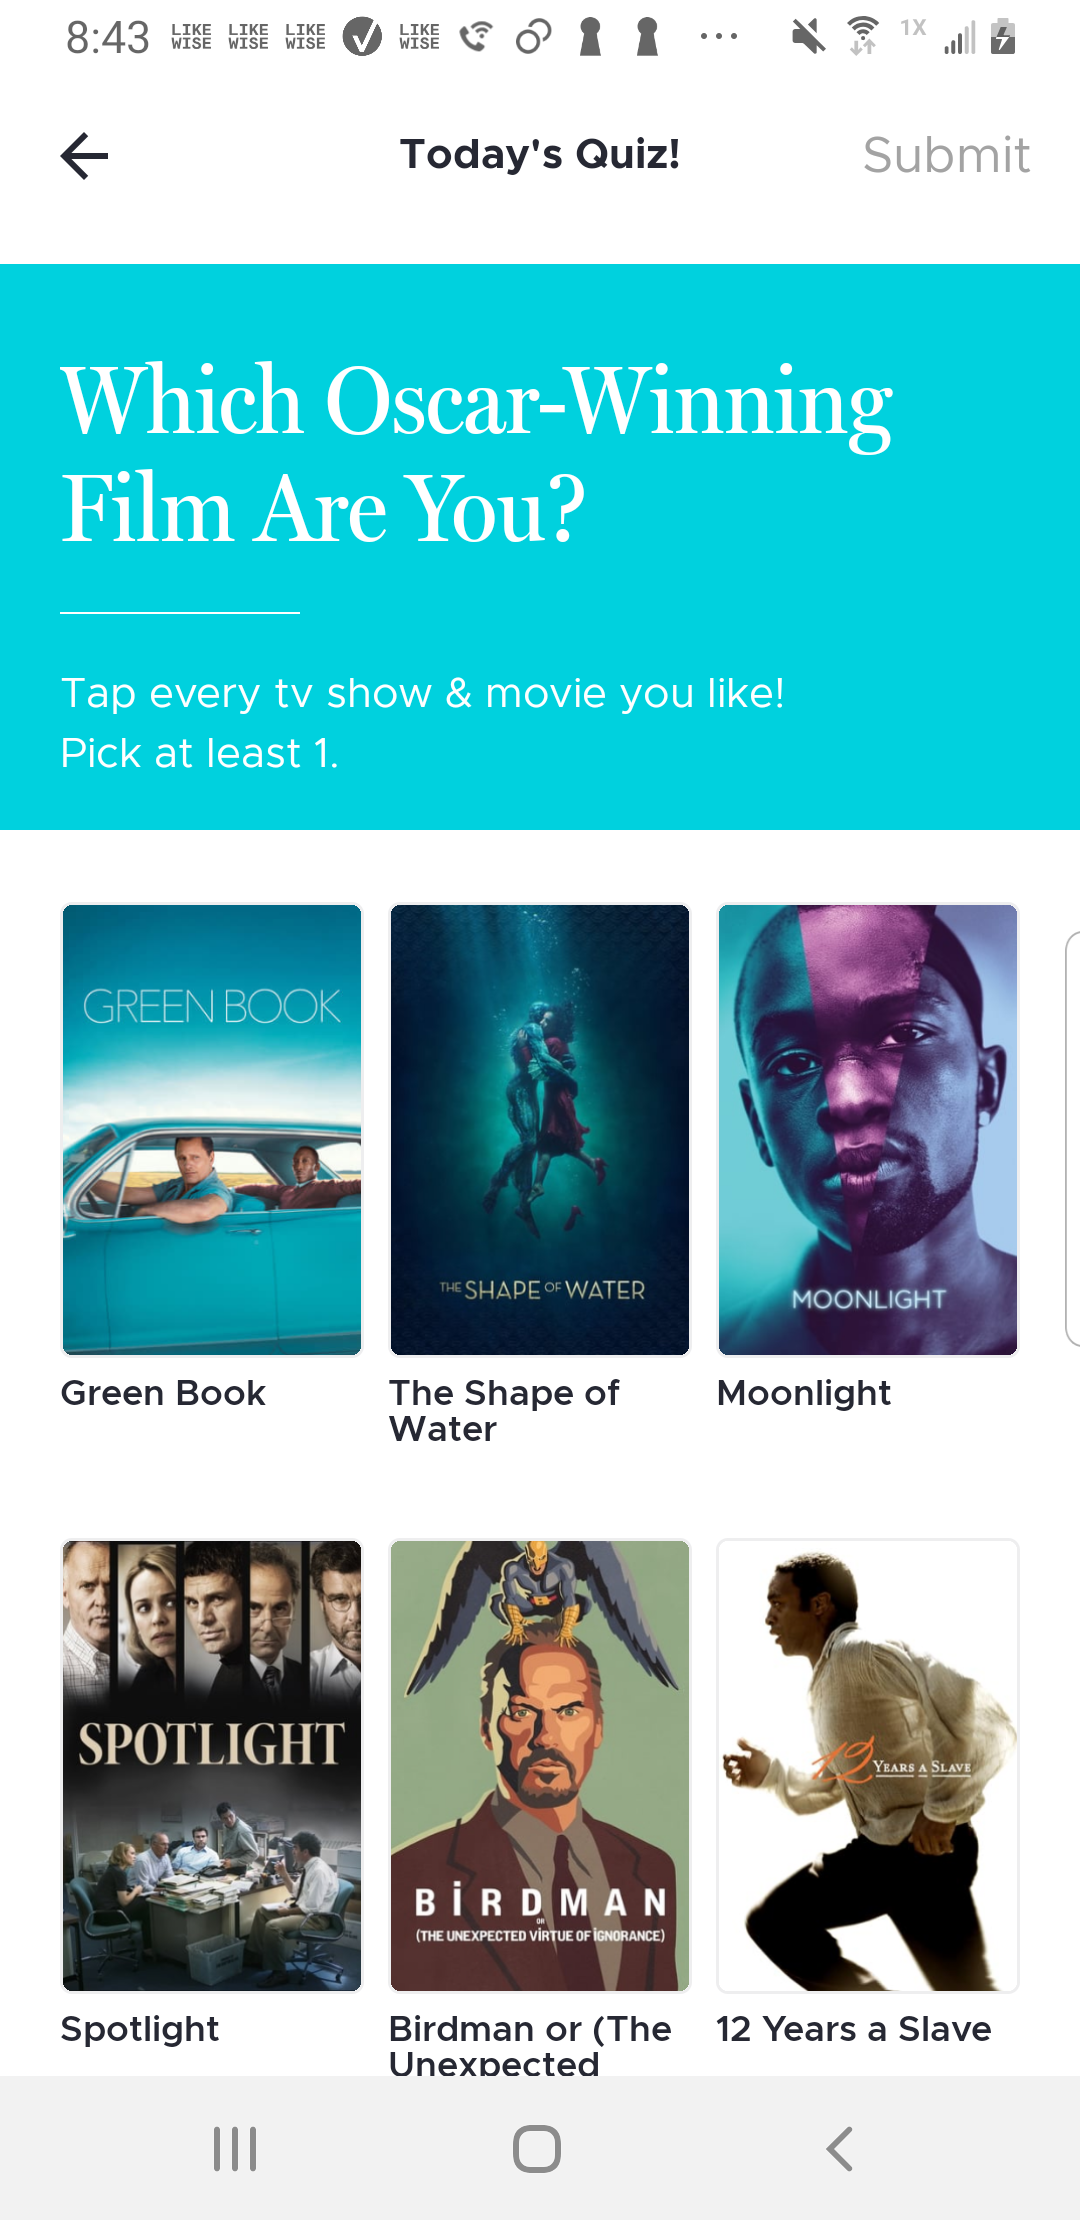 8:43 LIKE WISE LIKE WISE LIKE WISE LIKE WISE 1X
Today's Quiz!
Submit
Which Oscar-Winning
Film Are You?
Tap every tv show & movie you like!
Pick at least 1.
GREEN BOOK
THE SHAPE OF WATER
MOONLIGHT
Green Book
The Shape of
Water
Moonlight
SPOTLIGHT
BiRDMAN
OR
(THE UNEXPECTED ViRTUE OF iGNORANCE)
12 YEARS A SLAVE
Spotlight
Birdman or (The
Unexpected
12 Years a Slave